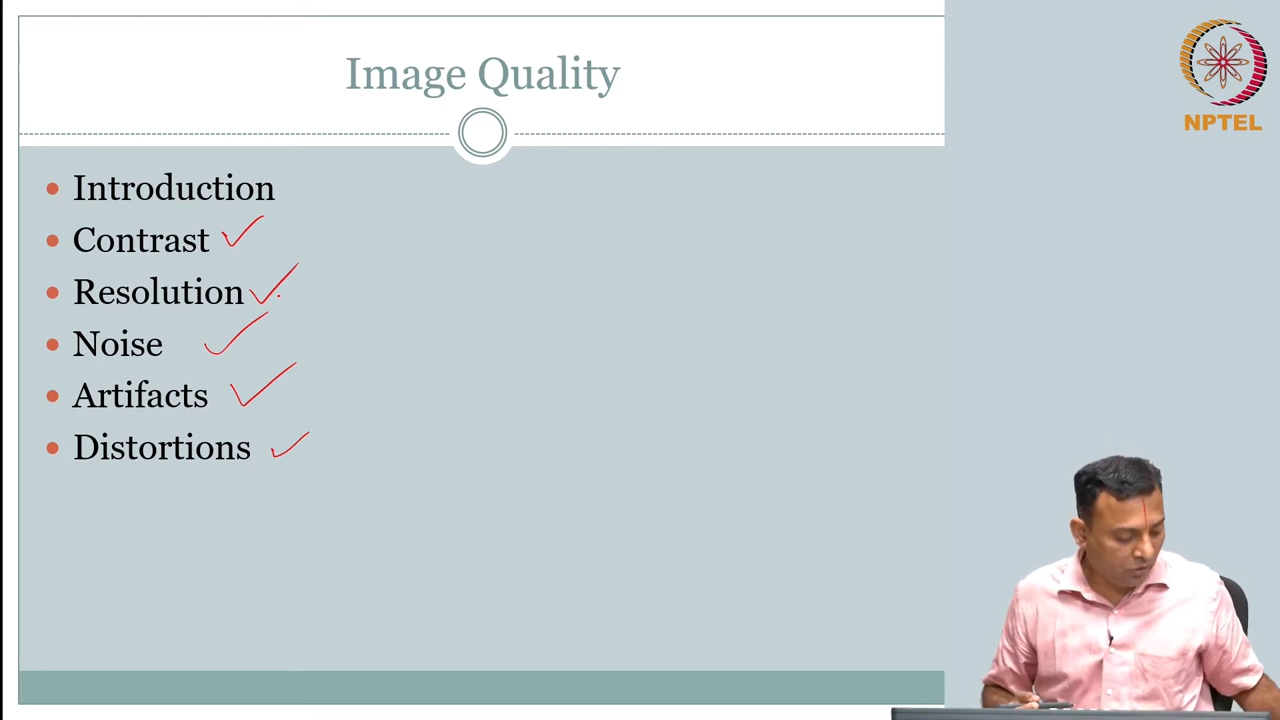 Image Quality
NPTEL
Introduction
Contrast
Resolution
Noise
Artifacts
Distortions